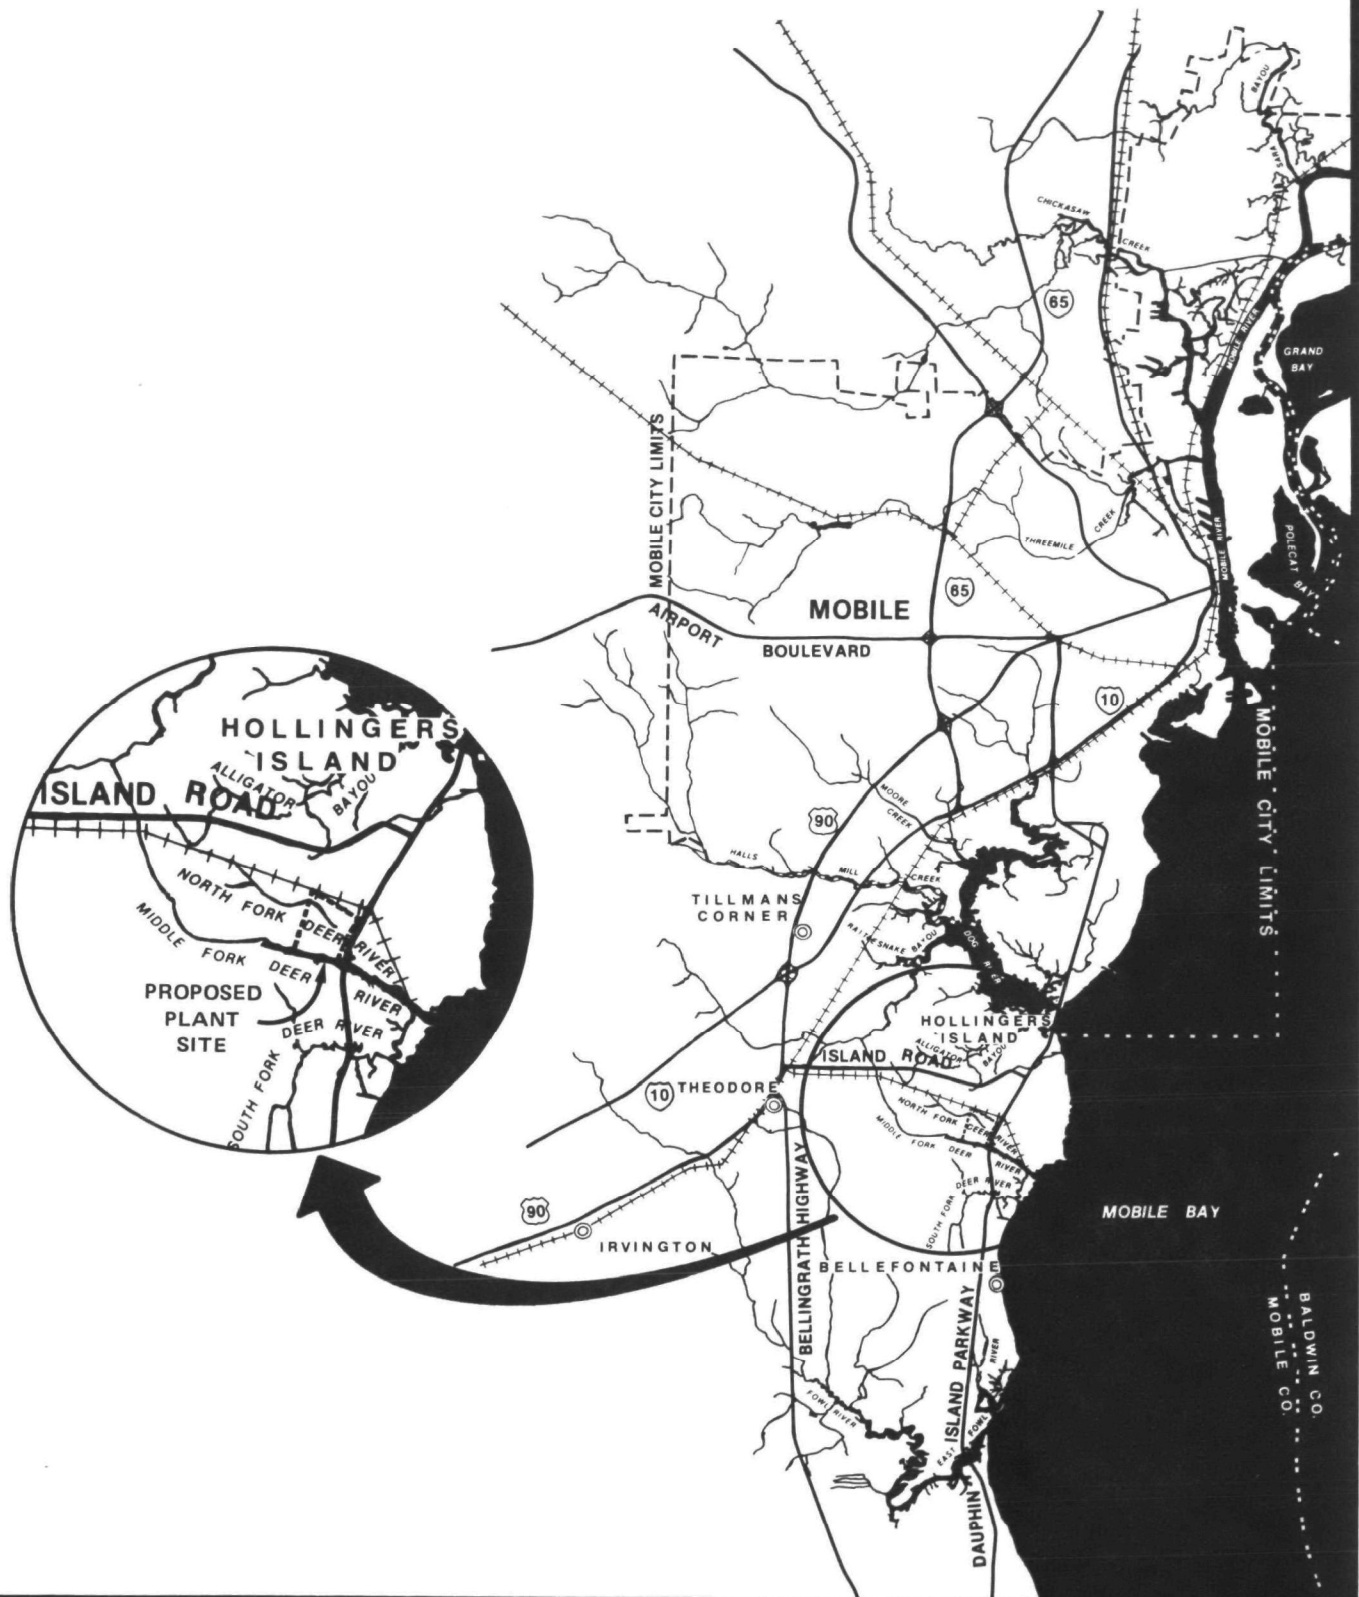 BAYOU
SARA
CHICKASAW
CREEK
65
MOBILE RIVER
GRAND
BAY
MOBILE CITY LIMITS
THREEMILE
CREEK
MOBILE RIVER
POLECAT
BAY
65
MOBILE
AIRPORT
BOULEVARD
10
MOBILE CITY LIMITS
HOLLINGERS
ISLAND
ALLIGATOR
BAYOU
ISLAND ROAD
NORTH FORK
DEER RIVER
MIDDLE FORK DEER
RIVER
PROPOSED
PLANT
SITE
DEER RIVER
SOUTH FORK
MOORE
CREEK
90
HALLS
MILL
CREEK
TILLMANS
CORNER
RATTLESNAKE BAYOU
DOG RIVER
HOLLINGERS
ISLAND
ALLIGATOR
BAYOU
ISLAND ROAD
10
THEODORE
NORTH FORK
DEER RIVER
MIDDLE FORK DEER
RIVER
DEER RIVER
SOUTH FORK
90
IRVINGTON
BELLINGRATH HIGHWAY
BELLEFONTAINE
MOBILE BAY
BALDWIN CO.
MOBILE CO.
FOWL RIVER
EAST FOWL RIVER
DAUPHIN ISLAND PARKWAY